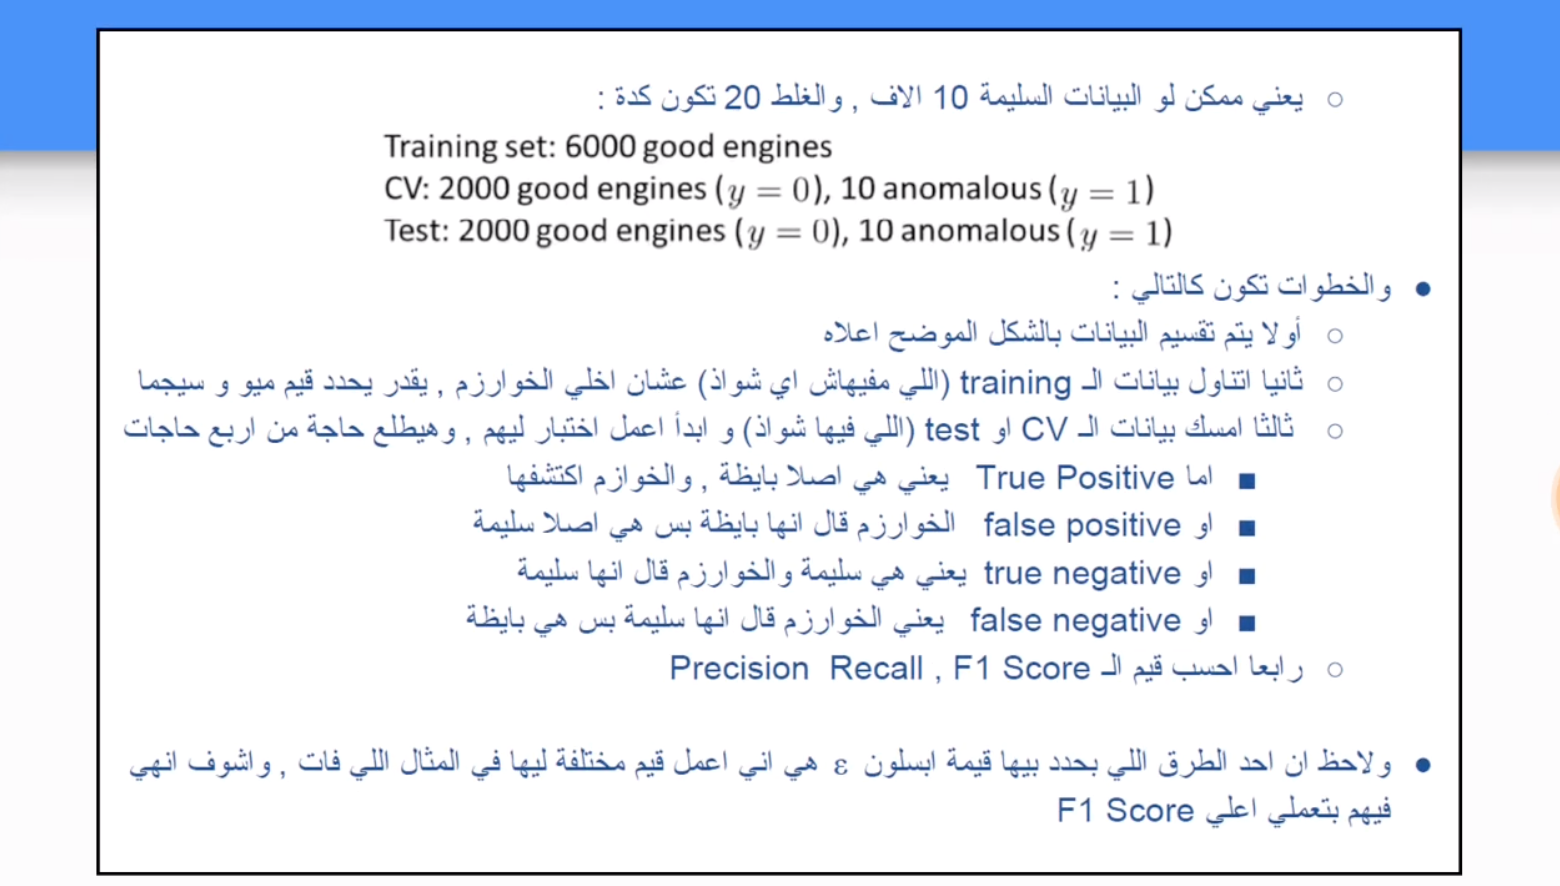 ○ يعني ممكن لو البيانات السليمة 10 الاف , والغلط 20 تكون كدة :
Training set: 6000 good engines
CV: 2000 good engines (y = 0), 10 anomalous (y = 1)
Test: 2000 good engines (y = 0), 10 anomalous (y = 1)
● والخطوات تكون كالتالي :
○ أولا يتم تقسيم البيانات بالشكل الموضح اعلاه
○ ثانيا اتناول بيانات الـ training (اللي مفيهاش اي شواذ) عشان اخلي الخوارزم , يقدر يحدد قيم ميو و سيجما
○ ثالثا امسك بيانات الـ CV او test (اللي فيها شواذ) و ابدأ اعمل اختبار ليهم , وهيطلع حاجة من اربع حاجات
■ اما True Positive يعني هي اصلا بايظة , والخوازم اكتشفها
■ او false positive الخوارزم قال انها بايظة بس هي اصلا سليمة
■ او true negative يعني هي سليمة والخوارزم قال انها سليمة
■ او false negative يعني الخوارزم قال انها سليمة بس هي بايظة
○ رابعا احسب قيم الـ Precision Recall , F1 Score
● ولاحظ ان احد الطرق اللي بحدد بيها قيمة ابسلون ε هي اني اعمل قيم مختلفة ليها في المثال اللي فات , واشوف انهي
فيهم بتعملي اعلي F1 Score